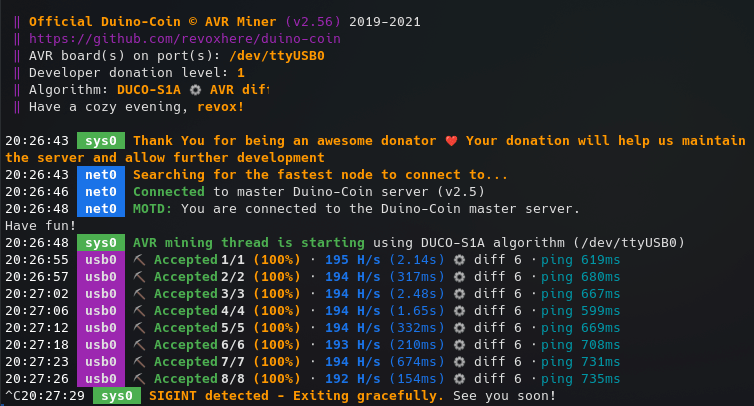 ‖ Official Duino-Coin © AVR Miner (v2.56) 2019-2021
‖ https://github.com/revoxhere/duino-coin
‖ AVR board(s) on port(s): /dev/ttyUSB0
‖ Developer donation level: 1
‖ Algorithm: DUCO-S1A ⚙ AVR diff
‖ Have a cozy evening, revox!
20:26:43 sys0 Thank You for being an awesome donator ❤️ Your donation will help us maintain
the server and allow further development
20:26:43 net0 Searching for the fastest node to connect to...
20:26:46 net0 Connected to master Duino-Coin server (v2.5)
20:26:48 net0 MOTD: You are connected to the Duino-Coin master server.
Have fun!
20:26:48 sys0 AVR mining thread is starting using DUCO-S1A algorithm (/dev/ttyUSB0)
20:26:55 usb0 ⛏ Accepted 1/1 (100%) · 195 H/s (2.14s) ⚙ diff 6 · ping 619ms
20:26:57 usb0 ⛏ Accepted 2/2 (100%) · 194 H/s (317ms) ⚙ diff 6 · ping 680ms
20:27:02 usb0 ⛏ Accepted 3/3 (100%) · 194 H/s (2.48s) ⚙ diff 6 · ping 667ms
20:27:06 usb0 ⛏ Accepted 4/4 (100%) · 194 H/s (1.65s) ⚙ diff 6 · ping 599ms
20:27:12 usb0 ⛏ Accepted 5/5 (100%) · 194 H/s (332ms) ⚙ diff 6 · ping 669ms
20:27:18 usb0 ⛏ Accepted 6/6 (100%) · 193 H/s (210ms) ⚙ diff 6 · ping 708ms
20:27:23 usb0 ⛏ Accepted 7/7 (100%) · 194 H/s (674ms) ⚙ diff 6 · ping 731ms
20:27:26 usb0 ⛏ Accepted 8/8 (100%) · 192 H/s (154ms) ⚙ diff 6 · ping 735ms
^C20:27:29 sys0 SIGINT detected - Exiting gracefully. See you soon!